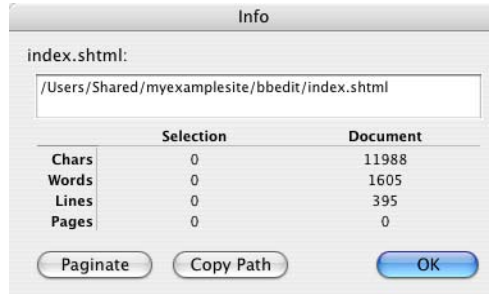 Info
index.shtml:
/Users/Shared/myexamplesite/bbedit/index.shtml
Selection Document
Chars 0 11988
Words 0 1605
Lines 0 395
Pages 0 0
Paginate Copy Path OK